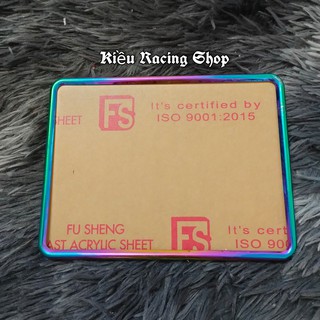 Kiều Racing Shop
SHEET FS It's certified by
ISO 9001:2015
FU SHENG
AST ACRYLIC SHEET
FS It's cert
ISO 900